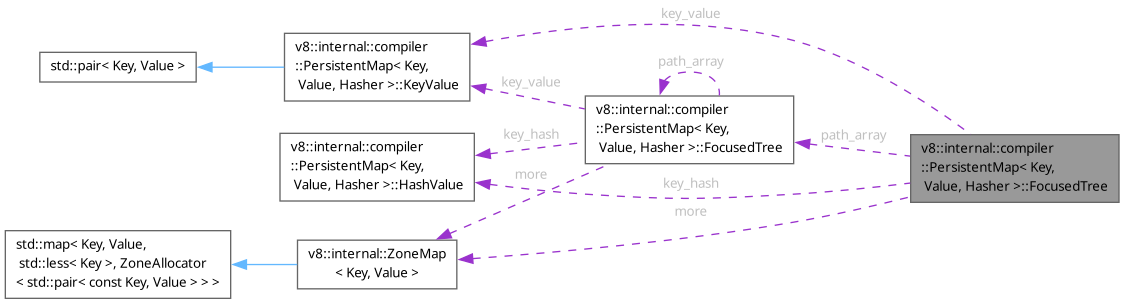 std::pair< Key, Value >
v8::internal::compiler
::PersistentMap< Key,
Value, Hasher >::KeyValue
key_value
key_value
path_array
v8::internal::compiler
::PersistentMap< Key,
Value, Hasher >::FocusedTree
path_array
v8::internal::compiler
::PersistentMap< Key,
Value, Hasher >::FocusedTree
key_hash
v8::internal::compiler
::PersistentMap< Key,
Value, Hasher >::HashValue
more
key_hash
more
std::map< Key, Value,
std::less< Key >, ZoneAllocator
< std::pair< const Key, Value > > >
v8::internal::ZoneMap
< Key, Value >